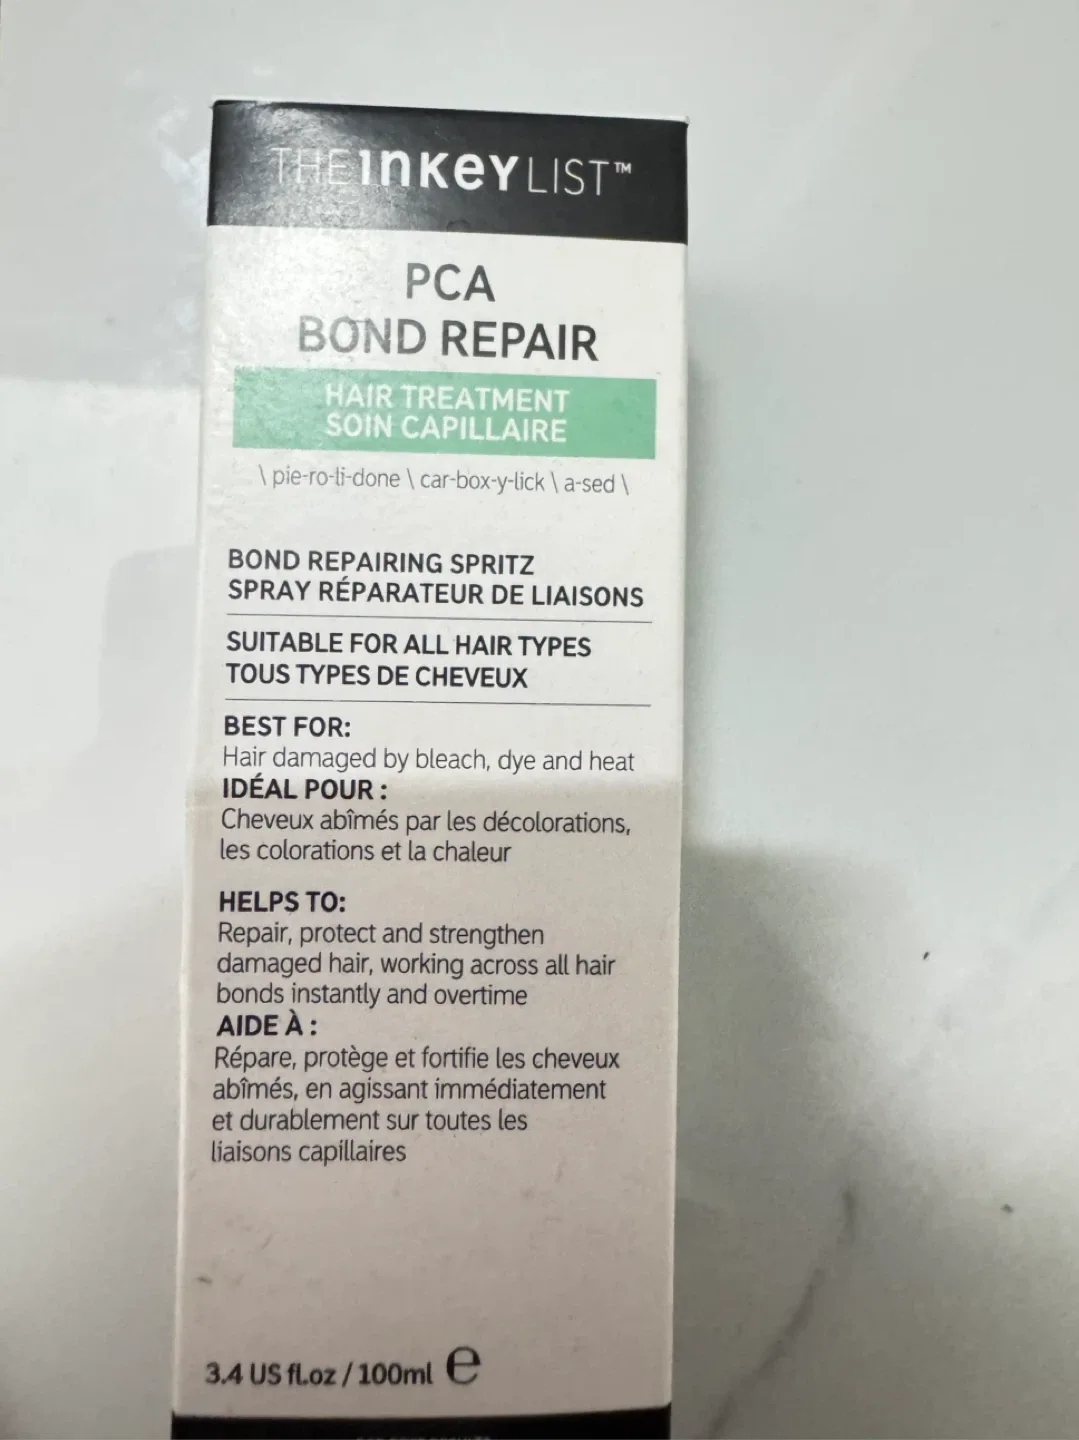 THE INKEY LIST™
PCA
BOND REPAIR
HAIR TREATMENT
SOIN CAPILLAIRE
\ pie-ro-li-done \ car-box-y-lick \ a-sed \
BOND REPAIRING SPRITZ
SPRAY RÉPARATEUR DE LIAISONS
SUITABLE FOR ALL HAIR TYPES
TOUS TYPES DE CHEVEUX
BEST FOR:
Hair damaged by bleach, dye and heat
IDÉAL POUR :
Cheveux abîmés par les décolorations,
les colorations et la chaleur
HELPS TO:
Repair, protect and strengthen
damaged hair, working across all hair
bonds instantly and overtime
AIDE À :
Répare, protège et fortifie les cheveux
abîmés, en agissant immédiatement
et durablement sur toutes les
liaisons capillaires
3.4 US fl.oz / 100ml ℮